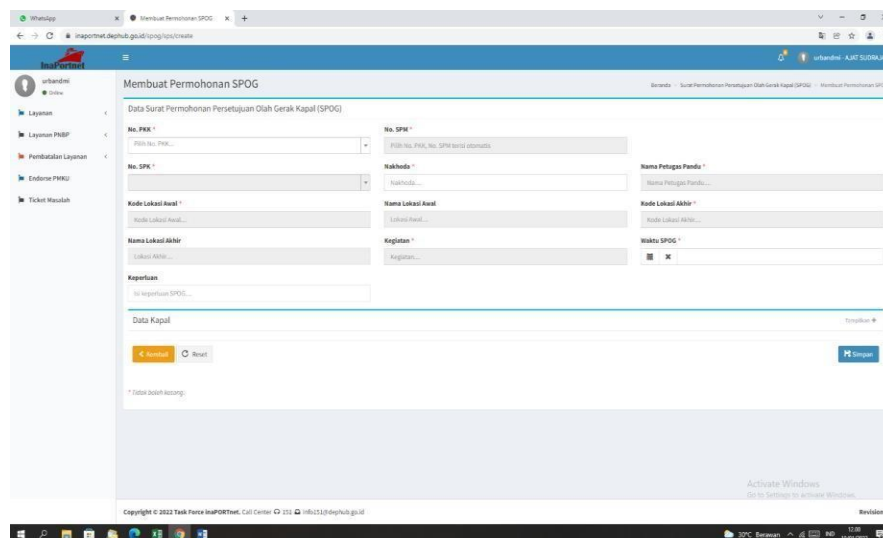 WhatsApp
Membuat Permohonan SPOG
inaportnet.dephub.go.id/spog/sps/create
InaPortnet
urbandmi - AJAT SUDRAJ
urbandmi
Online
Membuat Permohonan SPOG
Beranda Surat Permohonan Persetujuan Olah Gerak Kapal (SPOG) Membuat Permohonan SPO
Layanan
Layanan PNBP
Pembatalan Layanan
Endorse PMKU
Ticket Masalah
Data Surat Permohonan Persetujuan Olah Gerak Kapal (SPOG)
No. PKK *
No. SPM *
Pilih No. PKK...
Pilih No. PKK, No. SPM terisi otomatis
No. SPK *
Nakhoda *
Nama Petugas Pandu *
Nakhoda....
Nama Petugas Pandu....
Kode Lokasi Awal *
Nama Lokasi Awal
Kode Lokasi Akhir *
Kode Lokasi Awal....
Lokasi Awal....
Kode Lokasi Akhir....
Nama Lokasi Akhir
Kegiatan *
Waktu SPOG *
Lokasi Akhir....
Kegiatan....
Keperluan
Isi keperluan SPOG....
Data Kapal
Tampilkan
Kembali
Reset
Simpan
* Tidak boleh kosong.
Activate Windows
Go to Settings to activate Windows.
Copyright © 2022 Task Force inaPORTnet. Call Center 151 info151@dephub.go.id
Revision
30°C Berawan
IND
12.00